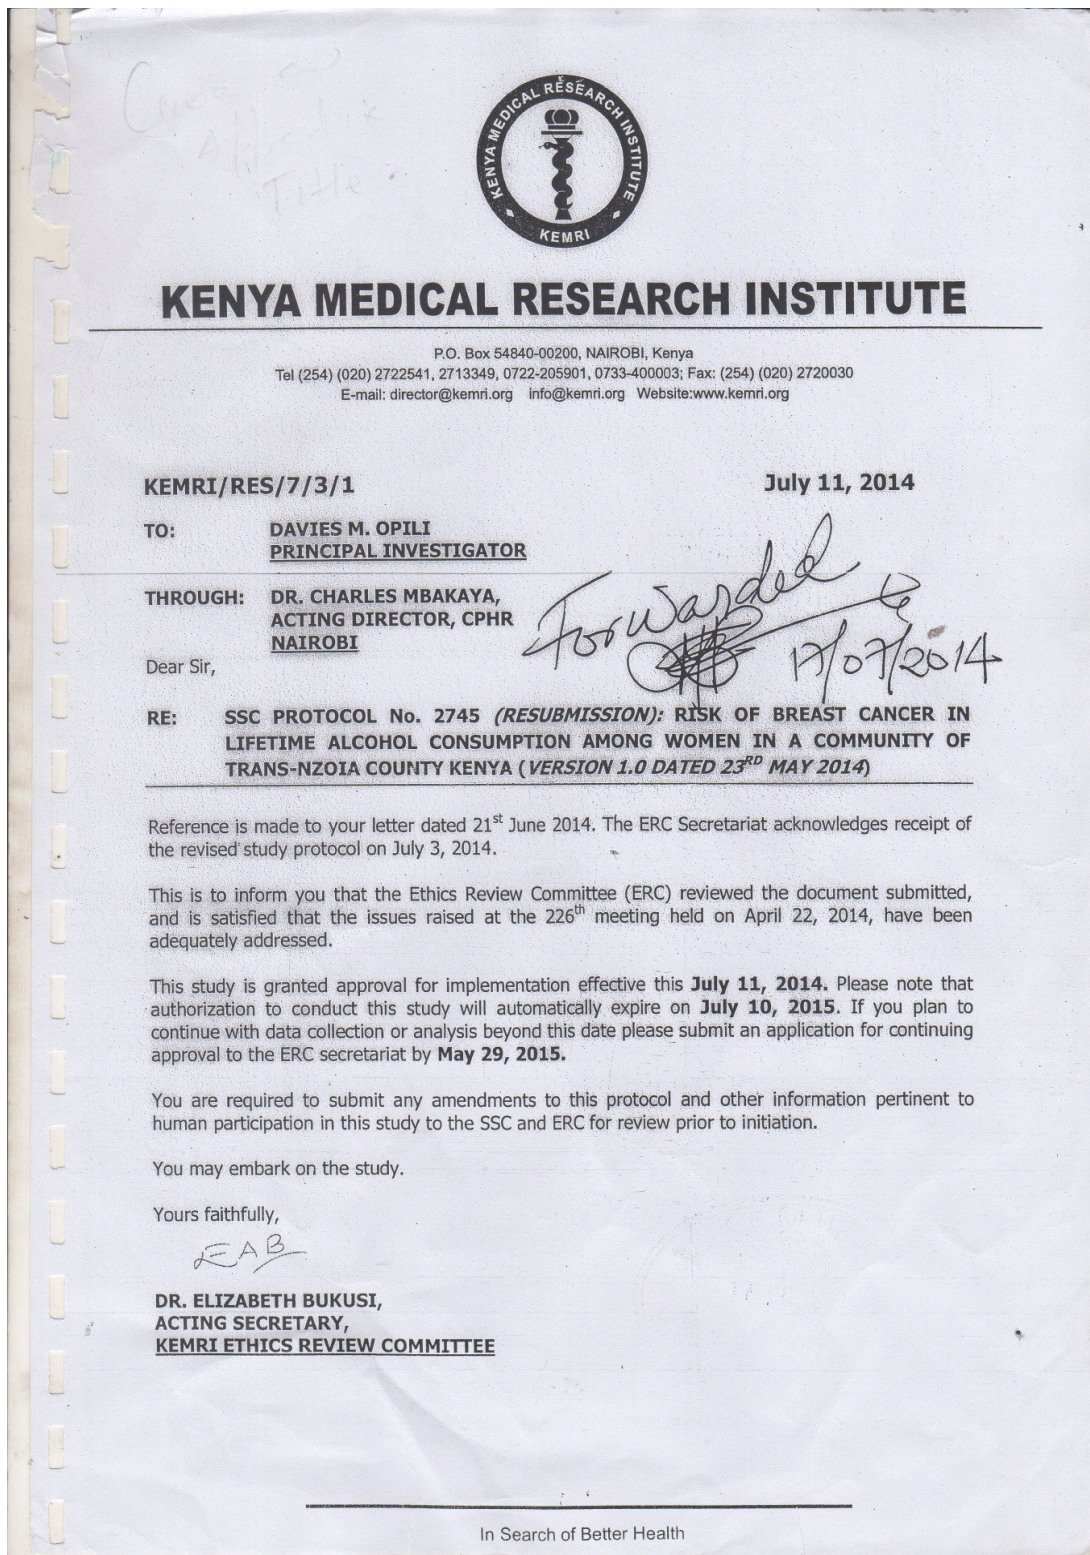 Title
KENYA MEDICAL RESEARCH INSTITUTE
KEMRI
KENYA MEDICAL RESEARCH INSTITUTE
P.O. Box 54840-00200, NAIROBI, Kenya
Tel (254) (020) 2722541, 2713349, 0722-205901, 0733-400003; Fax: (254) (020) 2720030
E-mail: director@kemri.org info@kemri.org Website:www.kemri.org
KEMRI/RES/7/3/1 July 11, 2014
TO: DAVIES M. OPILI
PRINCIPAL INVESTIGATOR
THROUGH: DR. CHARLES MBAKAYA,
ACTING DIRECTOR, CPHR
NAIROBI
Forwarded
17/07/2014
Dear Sir,
RE: SSC PROTOCOL No. 2745 (RESUBMISSION): RISK OF BREAST CANCER IN
LIFETIME ALCOHOL CONSUMPTION AMONG WOMEN IN A COMMUNITY OF
TRANS-NZOIA COUNTY KENYA (VERSION 1.0 DATED 23RD MAY 2014)
Reference is made to your letter dated 21st June 2014. The ERC Secretariat acknowledges receipt of
the revised study protocol on July 3, 2014.
This is to inform you that the Ethics Review Committee (ERC) reviewed the document submitted,
and is satisfied that the issues raised at the 226th meeting held on April 22, 2014, have been
adequately addressed.
This study is granted approval for implementation effective this July 11, 2014. Please note that
authorization to conduct this study will automatically expire on July 10, 2015. If you plan to
continue with data collection or analysis beyond this date please submit an application for continuing
approval to the ERC secretariat by May 29, 2015.
You are required to submit any amendments to this protocol and other information pertinent to
human participation in this study to the SSC and ERC for review prior to initiation.
You may embark on the study.
Yours faithfully,
EAB
DR. ELIZABETH BUKUSI,
ACTING SECRETARY,
KEMRI ETHICS REVIEW COMMITTEE
In Search of Better Health